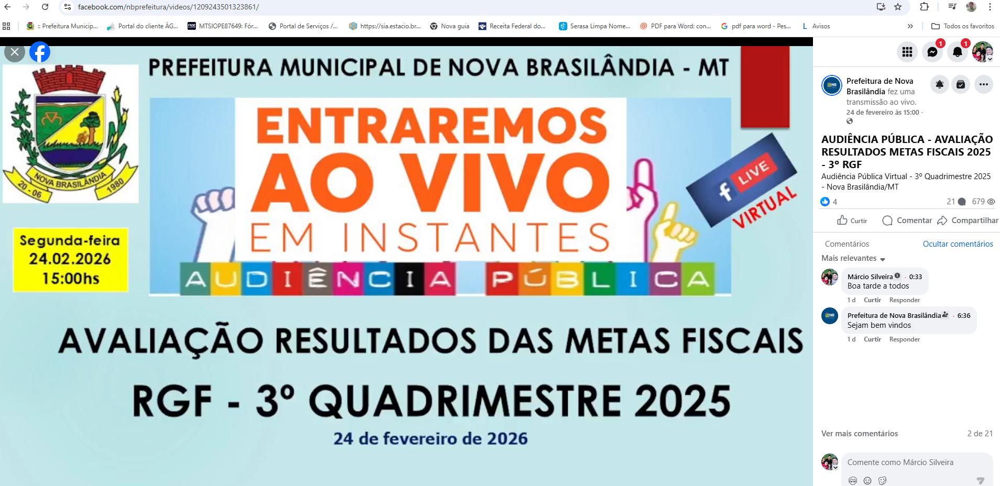 facebook.com/nbprefeitura/videos/1209243501323861/
:: Prefeitura Municip...
Portal do cliente ÁG...
MTSIOPE87649: Fór...
Portal de Serviços /...
https://sia.estacio.br...
Nova guia
Receita Federal do...
Serasa Limpa Nome...
PDF para Word: con...
pdf para word - Pes...
L Avisos
Todos os favoritos
PREFEITURA MUNICIPAL DE NOVA BRASILÂNDIA - MT
ENTRAREMOS
AO VIVO
EM INSTANTES
AUDIÊNCIA PÚBLICA
f LIVE
VIRTUAL
NOVA BRASILÂNDIA
20 - 06
1980
Segunda-feira
24.02.2026
15:00hs
AVALIAÇÃO RESULTADOS DAS METAS FISCAIS
RGF - 3º QUADRIMESTRE 2025
24 de fevereiro de 2026
1
1
NB
Prefeitura de Nova
Brasilândia fez uma
transmissão ao vivo.
24 de fevereiro às 15:00 ·
AUDIÊNCIA PÚBLICA - AVALIAÇÃO
RESULTADOS METAS FISCAIS 2025
- 3º RGF
Audiência Pública Virtual - 3º Quadrimestre 2025
- Nova Brasilândia/MT
4
21
679
Curtir
Comentar
Compartilhar
Comentários
Ocultar comentários
Mais relevantes
Márcio Silveira · 0:33
Boa tarde a todos
1 d Curtir Responder
NB
Prefeitura de Nova Brasilândia · 6:36
Sejam bem vindos
1 d Curtir Responder
Ver mais comentários
2 de 21
Comente como Márcio Silveira